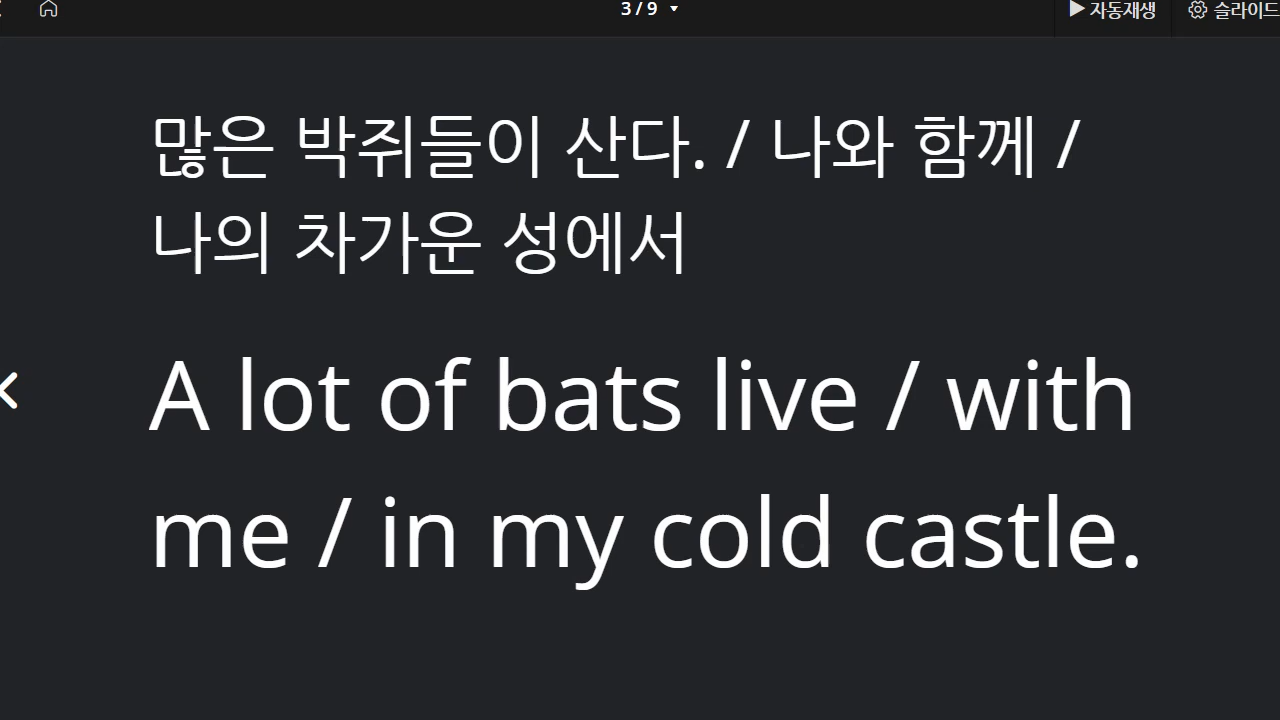 3 / 9
자동재생
슬라이드
많은 박쥐들이 산다. / 나와 함께 /
나의 차가운 성에서
A lot of bats live / with
me / in my cold castle.